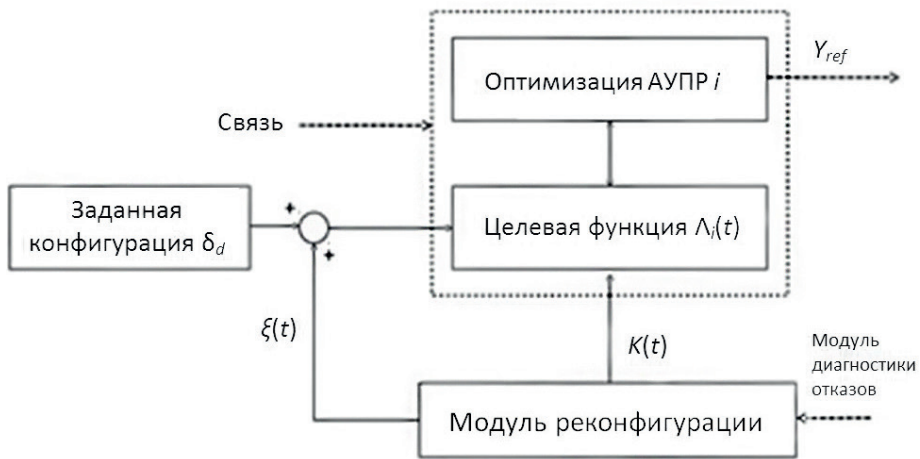 Оптимизация АУПР i
Y_ref
Связь
Заданная
конфигурация δ_d
+
+
Целевая функция Λ_i(t)
ξ(t)
K(t)
Модуль
диагностики
отказов
Модуль реконфигурации